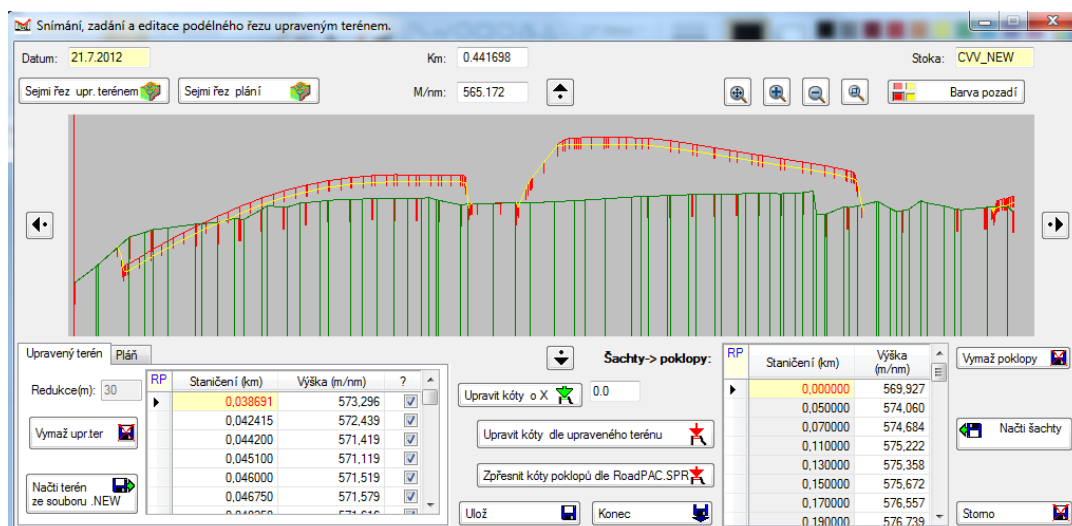 Snímání, zadání a editace podélného řezu upraveným terénem.
Datum: 21.7.2012 Km: 0.441698 Stoka: CVV_NEW
Sejmi řez upr. terénem Sejmi řez plání M/nm: 565.172 Barva pozadí
Upravený terén Pláň
Redukce(m): 30
Vymaž upr.ter
Načti terén
ze souboru .NEW
RP Staničení (km) Výška (m/nm) ?
0,038691 573,296
0,042415 572,439
0,044200 571,419
0,045100 571,119
0,046000 571,519
0,046750 571,579
Šachty-> poklopy:
Upravit kóty o X 0.0
Upravit kóty dle upraveného terénu
Zpřesnit kóty poklopů dle RoadPAC.SPR
Ulož Konec
RP Staničení (km) Výška
(m/nm)
0,000000 569,927
0,050000 574,060
0,070000 574,684
0,110000 575,222
0,130000 575,358
0,150000 575,672
0,170000 576,557
0,190000 576,739
Vymaž poklopy
Načti šachty
Storno